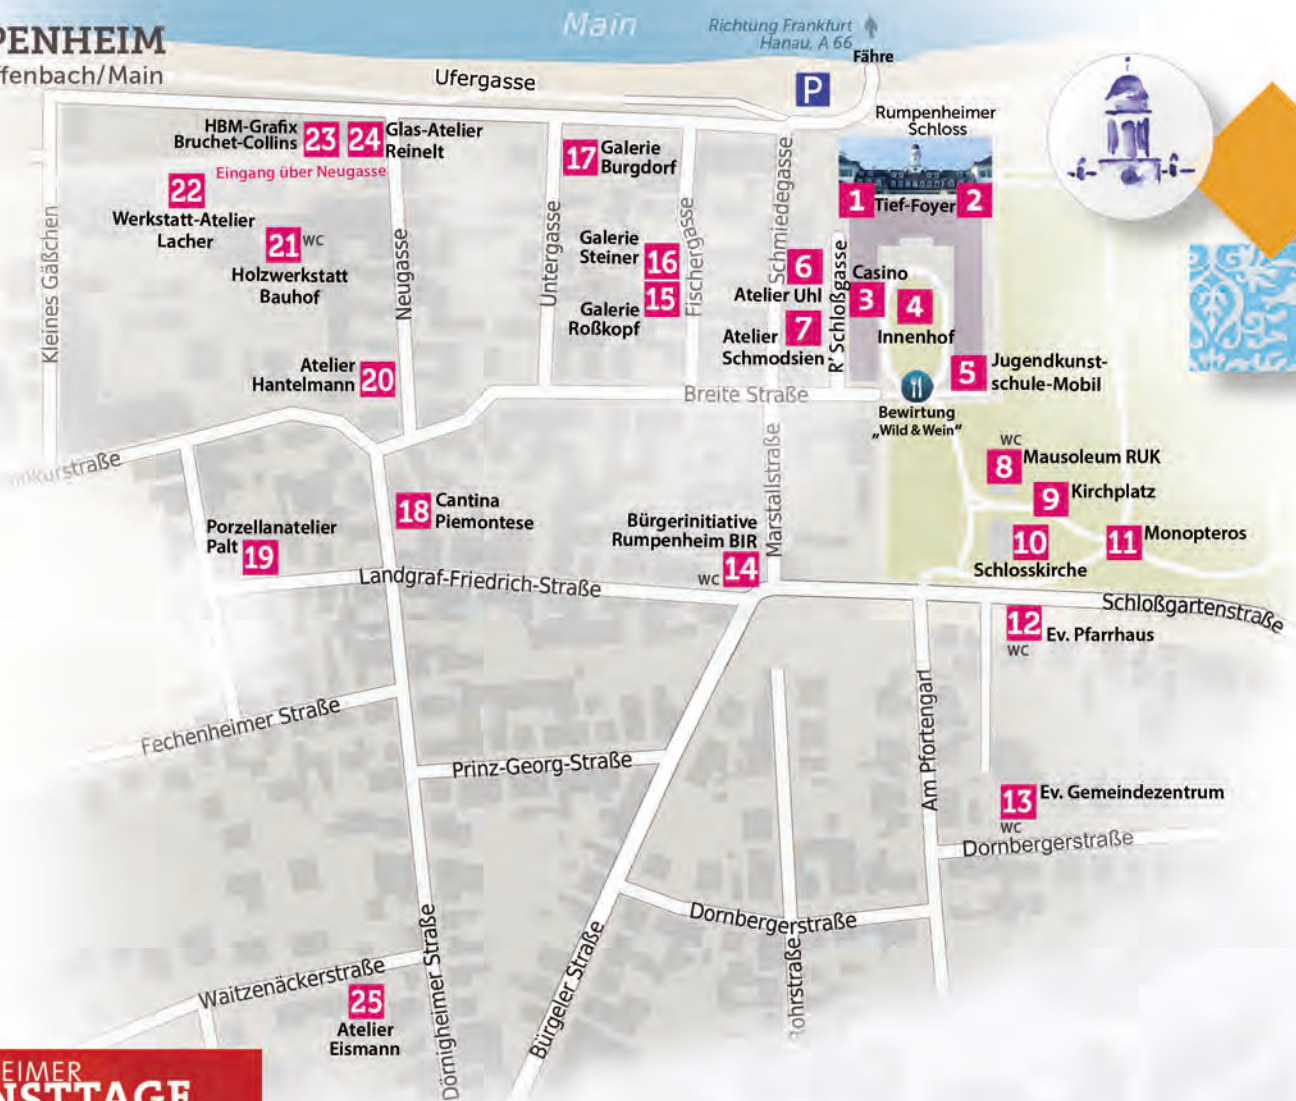 PENHEIM
ffenbach/Main
Main
Richtung Frankfurt
Hanau, A 66
Fähre
P
Ufergasse
Rumpenheimer
Schloss
HBM-Grafix
Bruchet-Collins
23
24
Glas-Atelier
Reinelt
Eingang über Neugasse
17
Galerie
Burgdorf
1
Tief-Foyer
2
22
Werkstatt-Atelier
Lacher
21
WC
Holzwerkstatt
Bauhof
Kleines Gäßchen
Neugasse
Untergasse
Galerie
Steiner
16
Galerie
Roßkopf
15
Fischergasse
Schmiedegasse
6
Atelier Uhl
Atelier
Schmodsien
7
R' Schloßgasse
Casino
3
4
Innenhof
5
Jugendkunst-
schule-Mobil
Atelier
Hantelmann
20
Breite Straße
Bewirtung
„Wild & Wein“
kurstraße
WC
8
Mausoleum RUK
9
Kirchplatz
10
Schlosskirche
11
Monopteros
18
Cantina
Piemontese
Porzellanatelier
Palt
19
Bürgerinitiative
Rumpenheim BIR
WC
14
Marstallstraße
Landgraf-Friedrich-Straße
Schloßgartenstraße
12
Ev. Pfarrhaus
WC
Fechenheimer Straße
Prinz-Georg-Straße
Am Pfortengart
13
Ev. Gemeindezentrum
WC
Dornbergerstraße
Dornbergerstraße
Waitzenäckerstraße
25
Atelier
Eismann
Dörnigheimer Straße
Bürgeler Straße
ohrstraße
EIMER
NSTTAGE